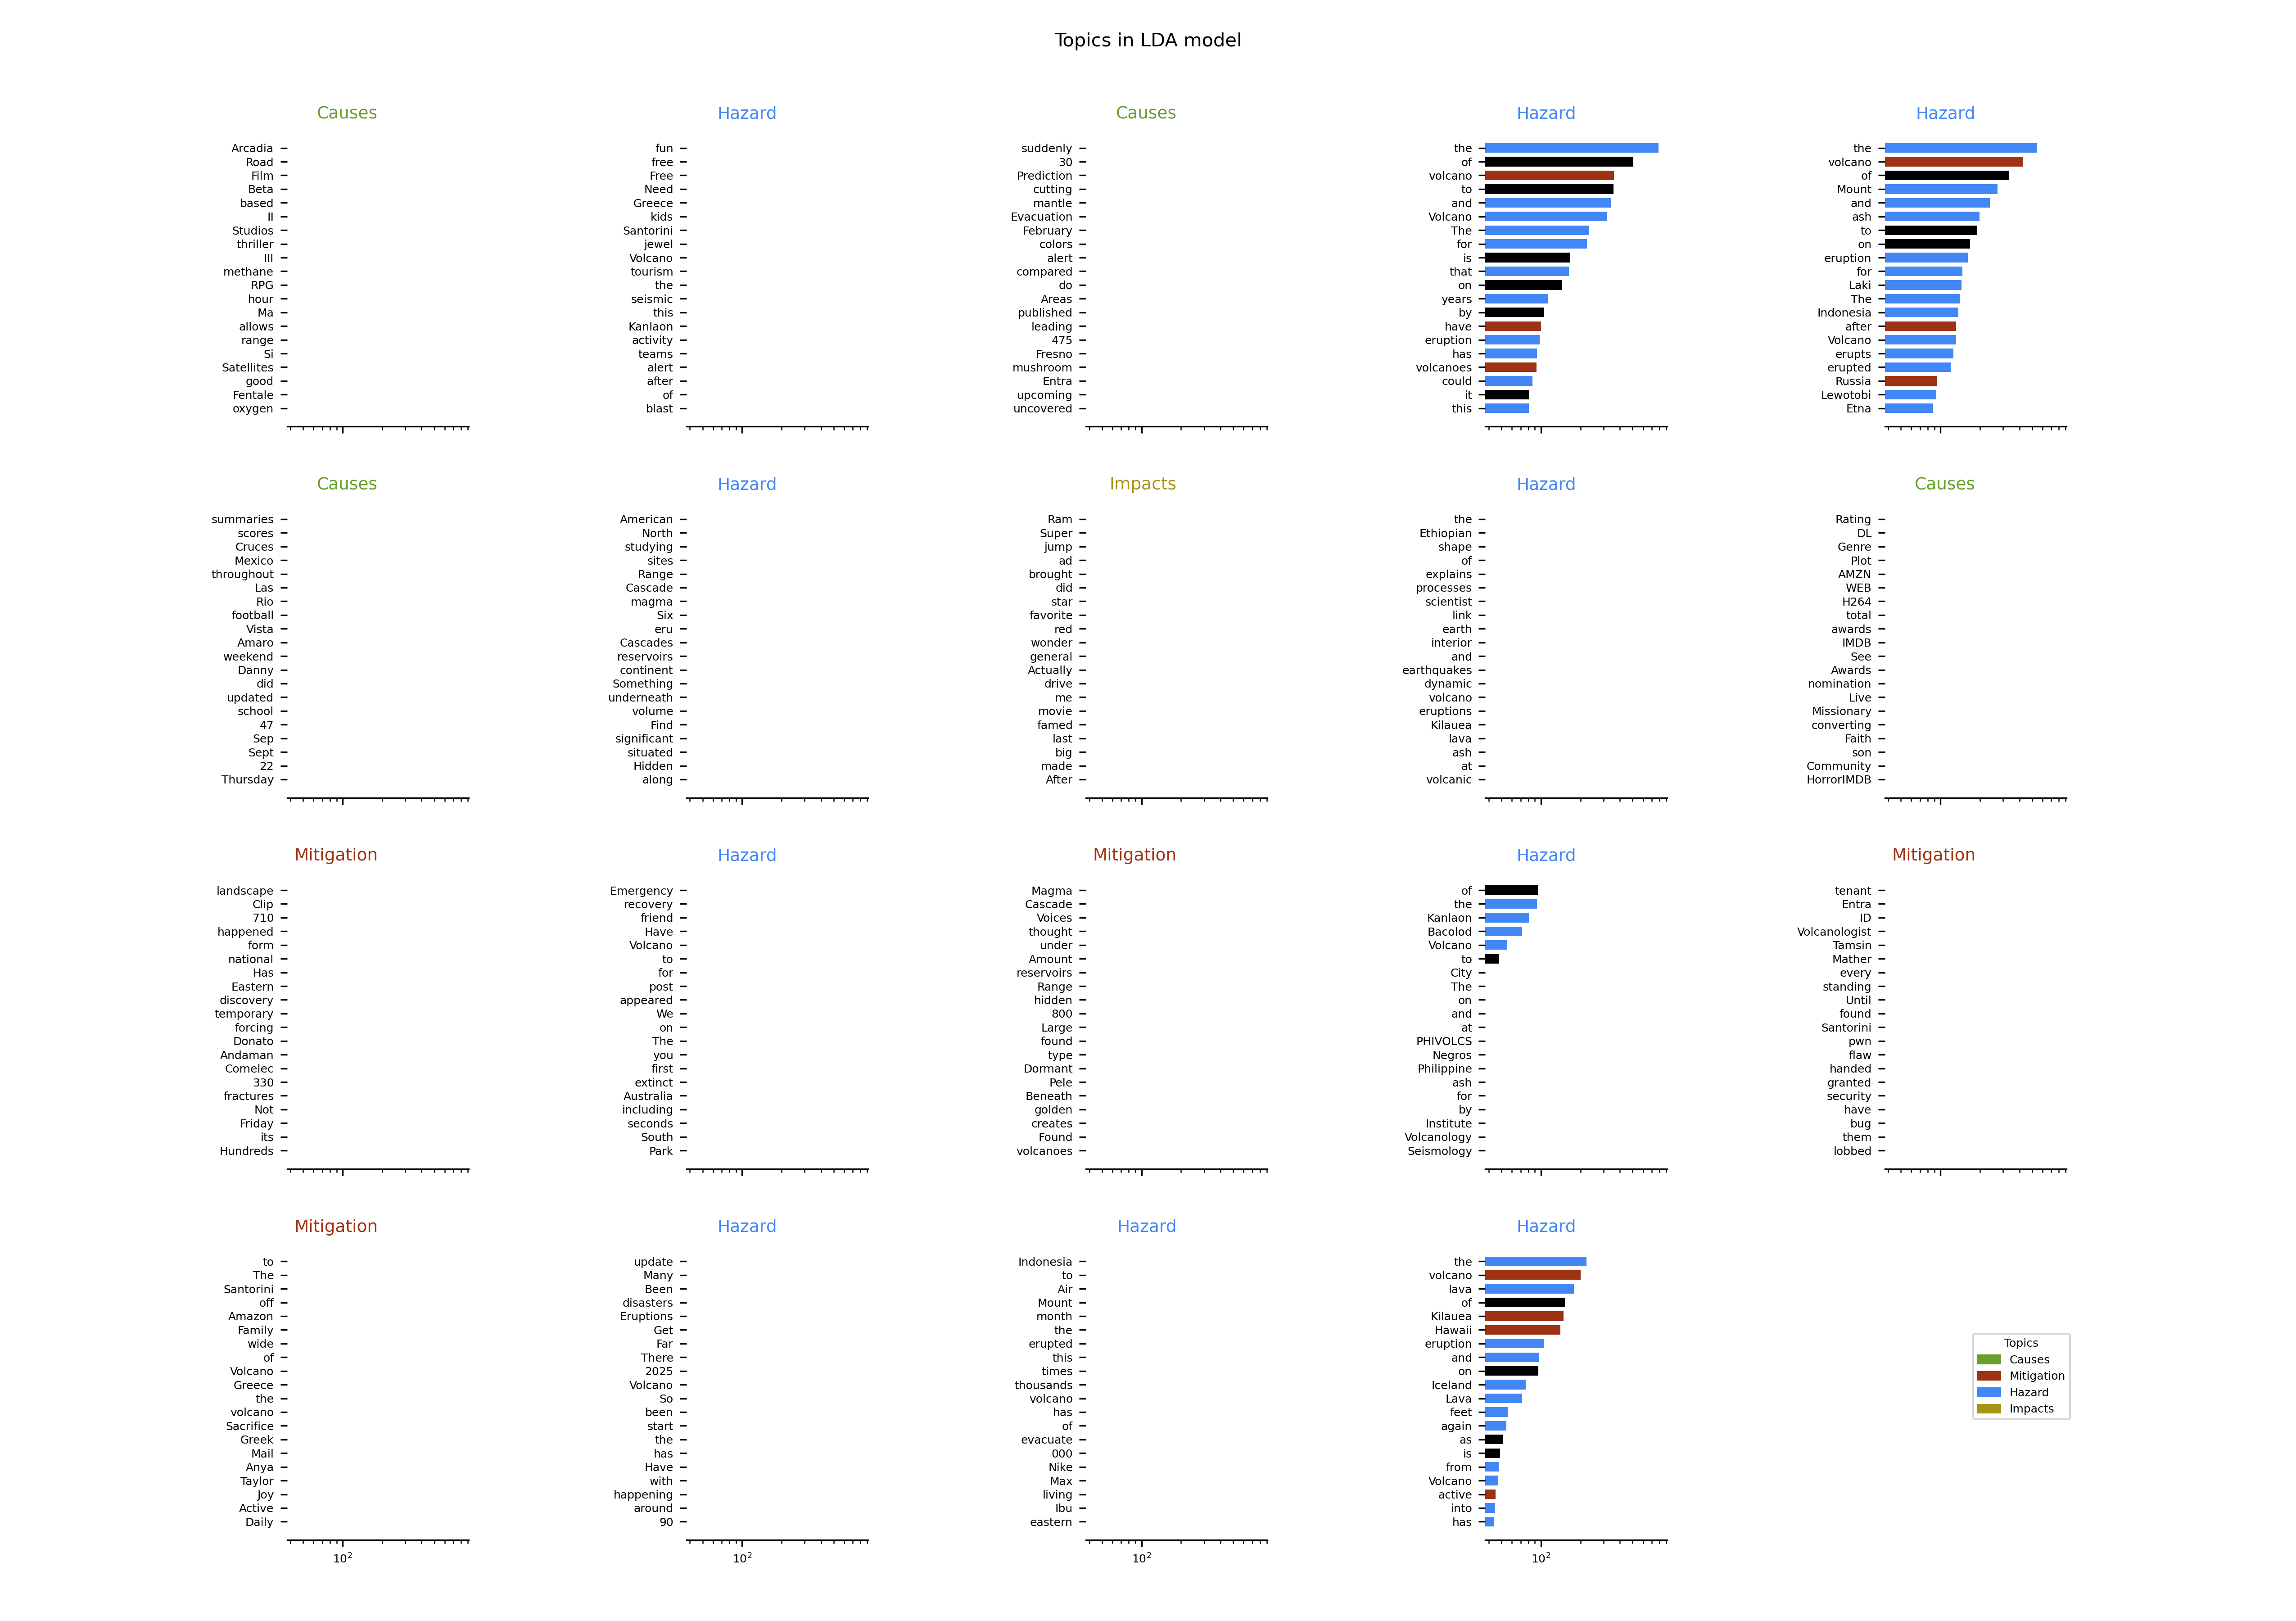 Topics in LDA model
Causes
Arcadia
Road
Film
Beta
based
II
Studios
thriller
III
methane
RPG
hour
Ma
allows
range
Si
Satellites
good
Fentale
oxygen
Hazard
fun
free
Free
Need
Greece
kids
Santorini
jewel
Volcano
tourism
the
seismic
this
Kanlaon
activity
teams
alert
after
of
blast
Causes
suddenly
30
Prediction
cutting
mantle
Evacuation
February
colors
alert
compared
do
Areas
published
leading
475
Fresno
mushroom
Entra
upcoming
uncovered
Hazard
the
of
volcano
to
and
Volcano
The
for
is
that
on
years
by
have
eruption
has
volcanoes
could
it
this
Hazard
the
volcano
of
Mount
and
ash
to
on
eruption
for
Laki
The
Indonesia
after
Volcano
erupts
erupted
Russia
Lewotobi
Etna
Causes
summaries
scores
Cruces
Mexico
throughout
Las
Rio
football
Vista
Amaro
weekend
Danny
did
updated
school
47
Sep
Sept
22
Thursday
Hazard
American
North
studying
sites
Range
Cascade
magma
Six
eru
Cascades
reservoirs
continent
Something
underneath
volume
Find
significant
situated
Hidden
along
Impacts
Ram
Super
jump
ad
brought
did
star
favorite
red
wonder
general
Actually
drive
me
movie
famed
last
big
made
After
Hazard
the
Ethiopian
shape
of
explains
processes
scientist
link
earth
interior
and
earthquakes
dynamic
volcano
eruptions
Kilauea
lava
ash
at
volcanic
Causes
Rating
DL
Genre
Plot
AMZN
WEB
H264
total
awards
IMDB
See
Awards
nomination
Live
Missionary
converting
Faith
son
Community
HorrorIMDB
Mitigation
landscape
Clip
710
happened
form
national
Has
Eastern
discovery
temporary
forcing
Donato
Andaman
Comelec
330
fractures
Not
Friday
its
Hundreds
Hazard
Emergency
recovery
friend
Have
Volcano
to
for
post
appeared
We
on
The
you
first
extinct
Australia
including
seconds
South
Park
Mitigation
Magma
Cascade
Voices
thought
under
Amount
reservoirs
Range
hidden
800
Large
found
type
Dormant
Pele
Beneath
golden
creates
Found
volcanoes
Hazard
of
the
Kanlaon
Bacolod
Volcano
to
City
The
on
and
at
PHIVOLCS
Negros
Philippine
ash
for
by
Institute
Volcanology
Seismology
Mitigation
tenant
Entra
ID
Volcanologist
Tamsin
Mather
every
standing
Until
found
Santorini
pwn
flaw
handed
granted
security
have
bug
them
lobbed
Mitigation
to
The
Santorini
off
Amazon
Family
wide
of
Volcano
Greece
the
volcano
Sacrifice
Greek
Mail
Anya
Taylor
Joy
Active
Daily
10²
Hazard
update
Many
Been
disasters
Eruptions
Get
Far
There
2025
Volcano
So
been
start
the
has
Have
with
happening
around
90
10²
Hazard
Indonesia
to
Air
Mount
month
the
erupted
this
times
thousands
volcano
has
of
evacuate
000
Nike
Max
living
Ibu
eastern
10²
Hazard
the
volcano
lava
of
Kilauea
Hawaii
eruption
and
on
Iceland
Lava
feet
again
as
is
from
Volcano
active
into
has
10²
Topics
Causes
Mitigation
Hazard
Impacts